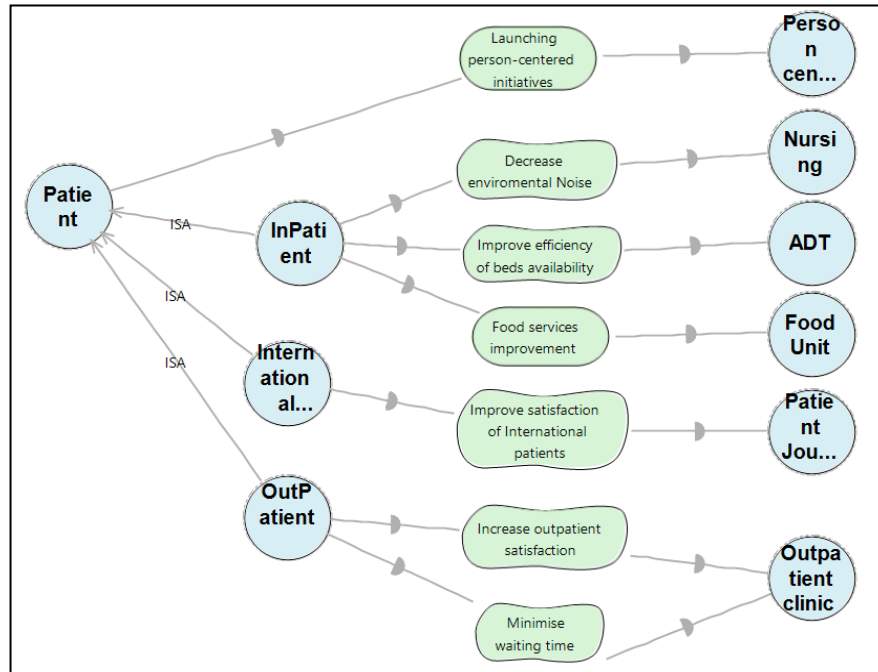 Launching
person-centered
initiatives
Perso
n
cen...
Patie
nt
ISA
InPati
ent
Decrease
enviromental Noise
Nursi
ng
Improve efficiency
of beds availability
ADT
Food services
improvement
Food
Unit
ISA
Intern
ation
al...
Improve satisfaction
of International
patients
Patie
nt
Jou...
ISA
OutP
atient
Increase outpatient
satisfaction
Minimise
waiting time
Outpa
tient
clinic